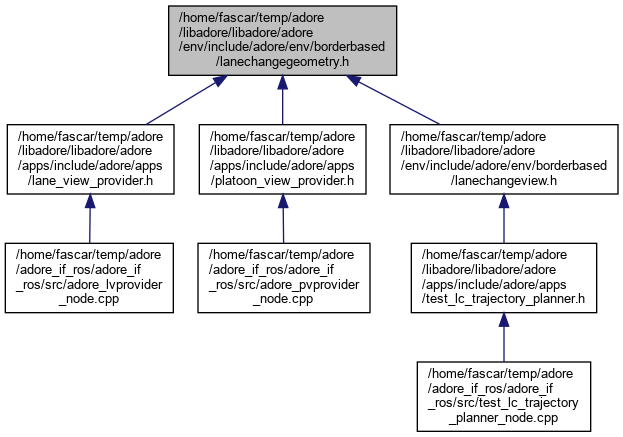 /home/fascar/temp/adore
/libadore/libadore/adore
/env/include/adore/env/borderbased
/lanechangegeometry.h
/home/fascar/temp/adore
/libadore/libadore/adore
/apps/include/adore/apps
/lane_view_provider.h
/home/fascar/temp/adore
/libadore/libadore/adore
/apps/include/adore/apps
/platoon_view_provider.h
/home/fascar/temp/adore
/libadore/libadore/adore
/env/include/adore/env/borderbased
/lanechangeview.h
/home/fascar/temp/adore
/adore_if_ros/adore_if
_ros/src/adore_lvprovider
_node.cpp
/home/fascar/temp/adore
/adore_if_ros/adore_if
_ros/src/adore_pvprovider
_node.cpp
/home/fascar/temp/adore
/libadore/libadore/adore
/apps/include/adore/apps
/test_lc_trajectory_planner.h
/home/fascar/temp/adore
/adore_if_ros/adore_if
_ros/src/test_lc_trajectory
_planner_node.cpp